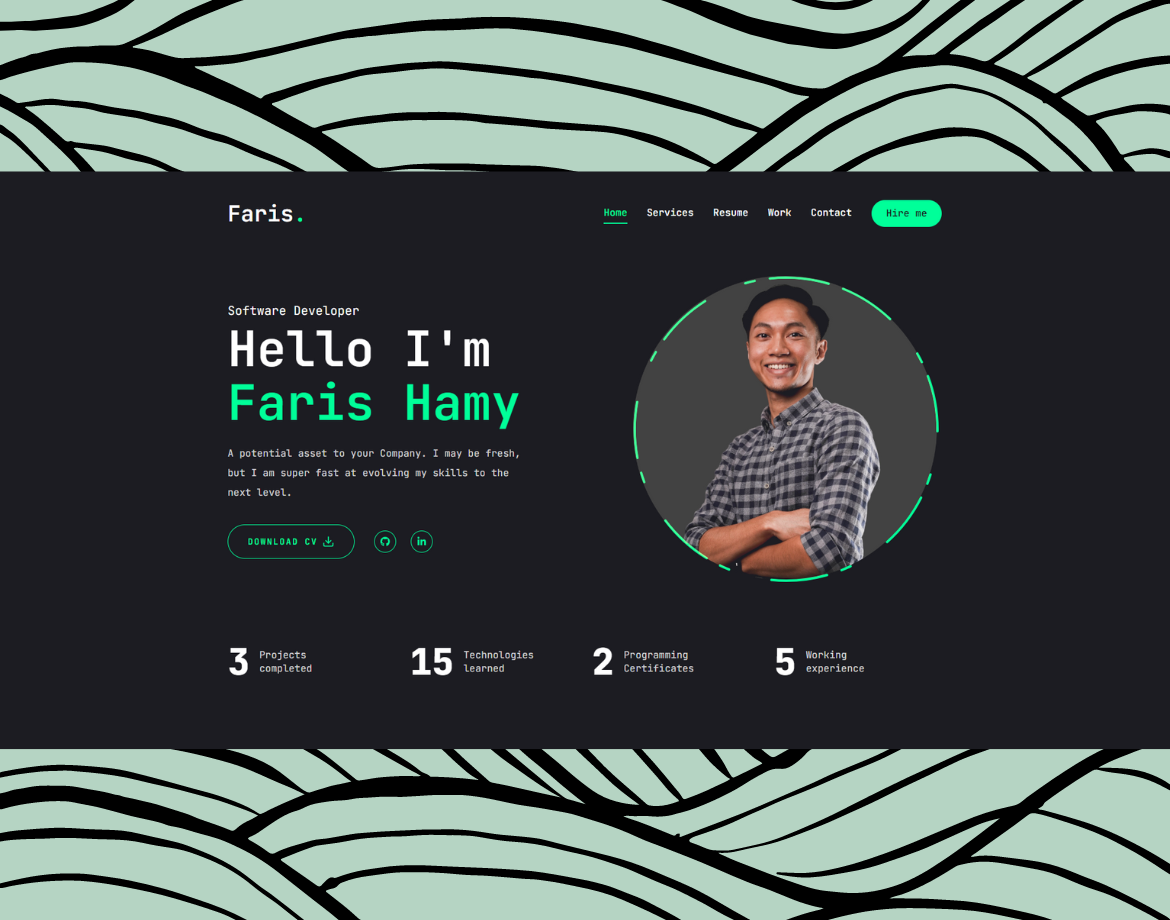 Faris.
Home Services Resume Work Contact Hire me
Software Developer
Hello I'm
Faris Hamy
A potential asset to your Company. I may be fresh,
but I am super fast at evolving my skills to the
next level.
DOWNLOAD CV
in
3 Projects completed
15 Technologies learned
2 Programming Certificates
5 Working experience